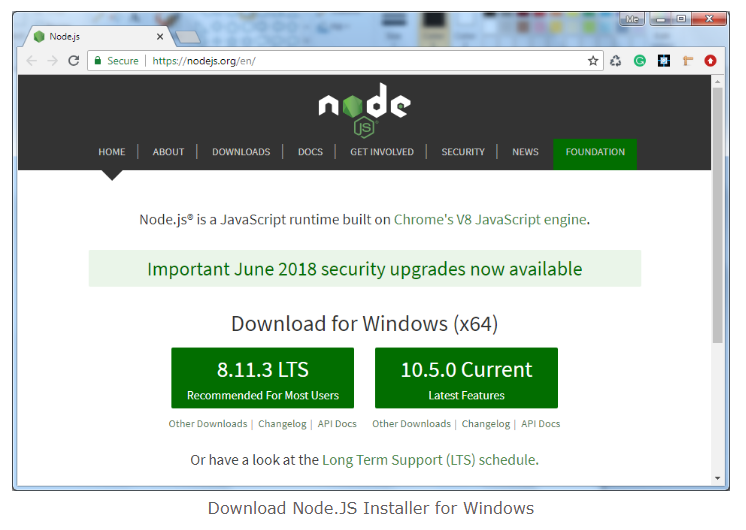 Me
Node.js
Secure | https://nodejs.org/en/
node
JS
HOME | ABOUT | DOWNLOADS | DOCS | GET INVOLVED | SECURITY | NEWS FOUNDATION
Node.js® is a JavaScript runtime built on Chrome's V8 JavaScript engine.
Important June 2018 security upgrades now available
Download for Windows (x64)
8.11.3 LTS 10.5.0 Current
Recommended For Most Users Latest Features
Other Downloads | Changelog | API Docs Other Downloads | Changelog | API Docs
Or have a look at the Long Term Support (LTS) schedule.
Download Node.JS Installer for Windows